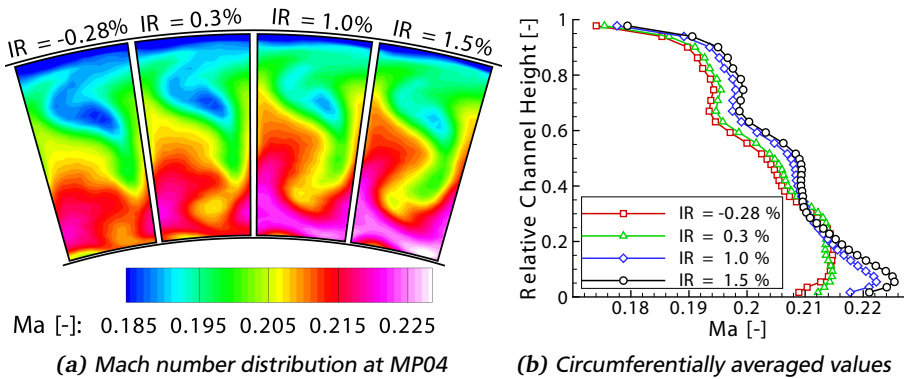 IR = -0.28%
IR = 0.3%
IR = 1.0%
IR = 1.5%
Ma [-]: 0.185 0.195 0.205 0.215 0.225
(a) Mach number distribution at MP04
Relative Channel Height [-]
1
0.8
0.6
0.4
0.2
0
IR = -0.28 %
IR = 0.3 %
IR = 1.0 %
IR = 1.5 %
0.18 0.19 0.2 0.21 0.22
Ma [-]
(b) Circumferentially averaged values